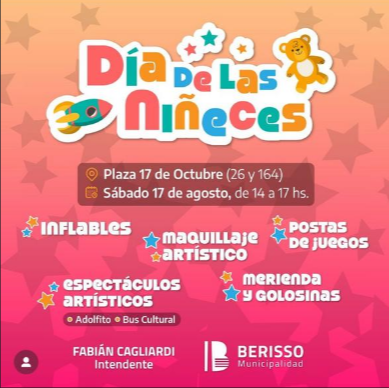 Día De Las
Niñeces
Plaza 17 de Octubre (26 y 164)
Sábado 17 de agosto, de 14 a 17 hs.
INFLABLES
MAQUILLAJE
ARTÍSTICO
POSTAS
DE JUEGOS
ESPECTÁCULOS
ARTÍSTICOS
Adolfito Bus Cultural
MERIENDA
Y GOLOSINAS
FABIÁN CAGLIARDI
Intendente
BERISSO
Municipalidad